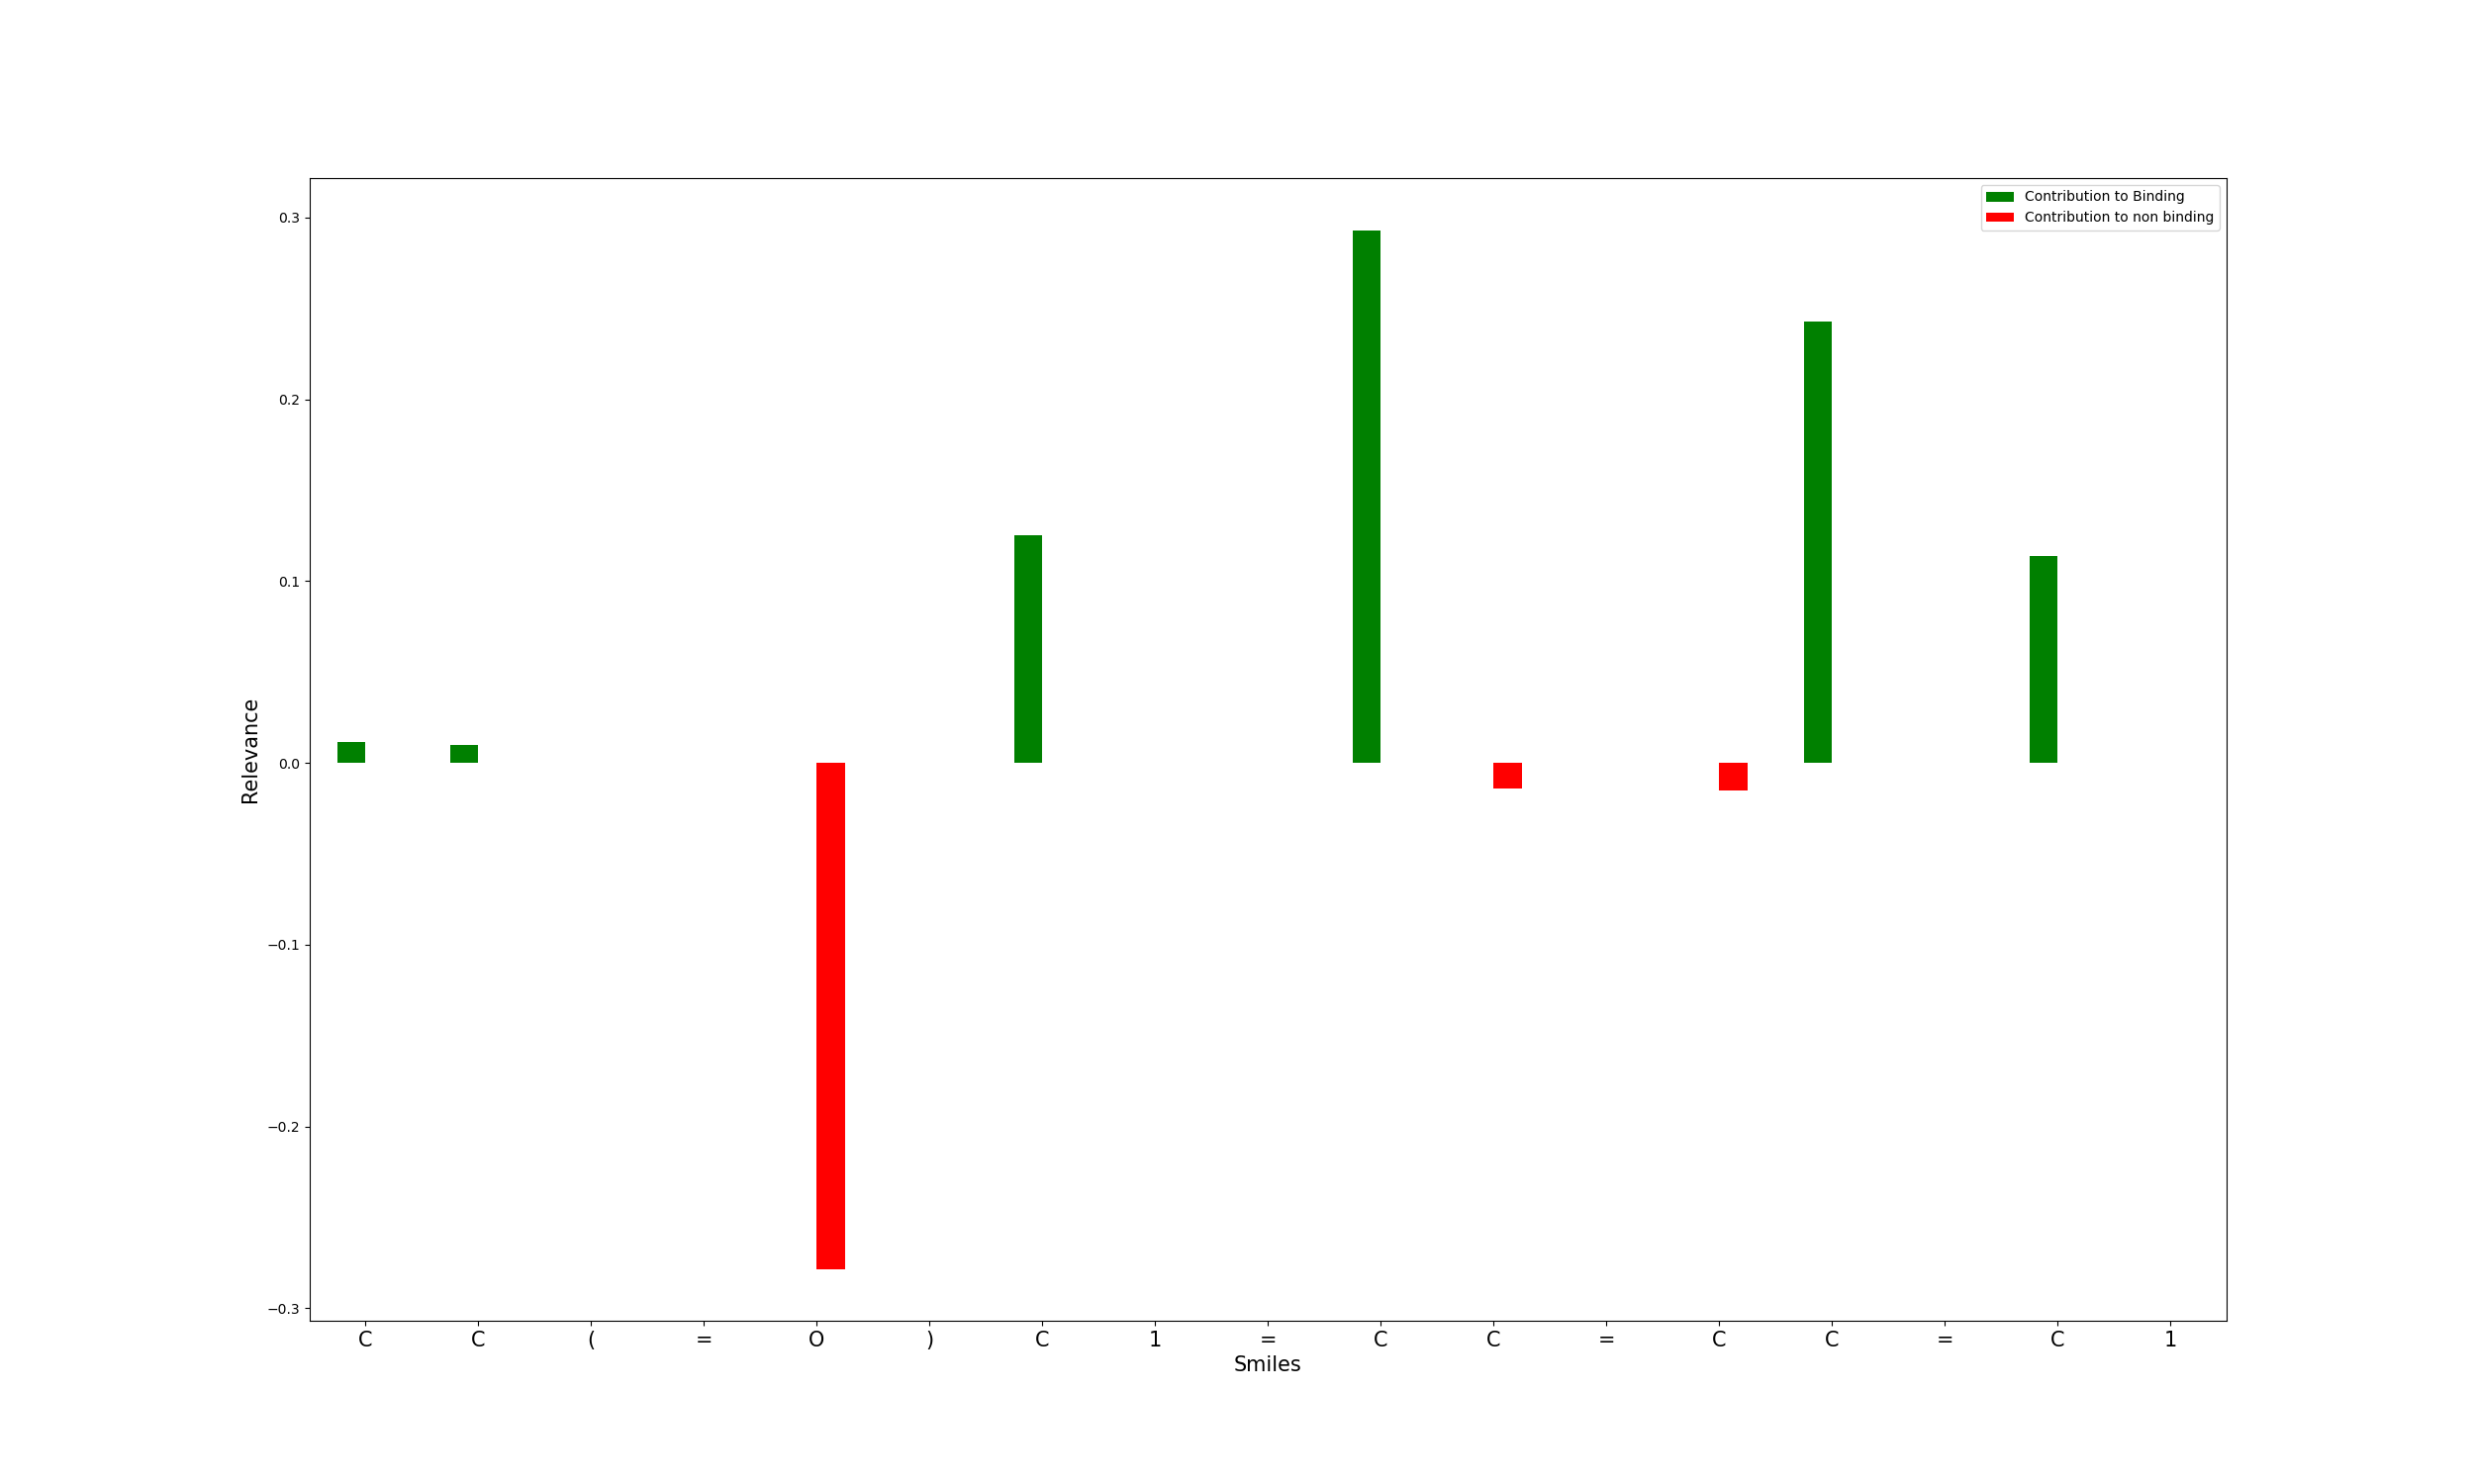 Contribution to Binding
Contribution to non binding
0.3
0.2
0.1
0.0
−0.1
−0.2
−0.3
Relevance
C C ( = O ) C 1 = C C = C C = C 1
Smiles